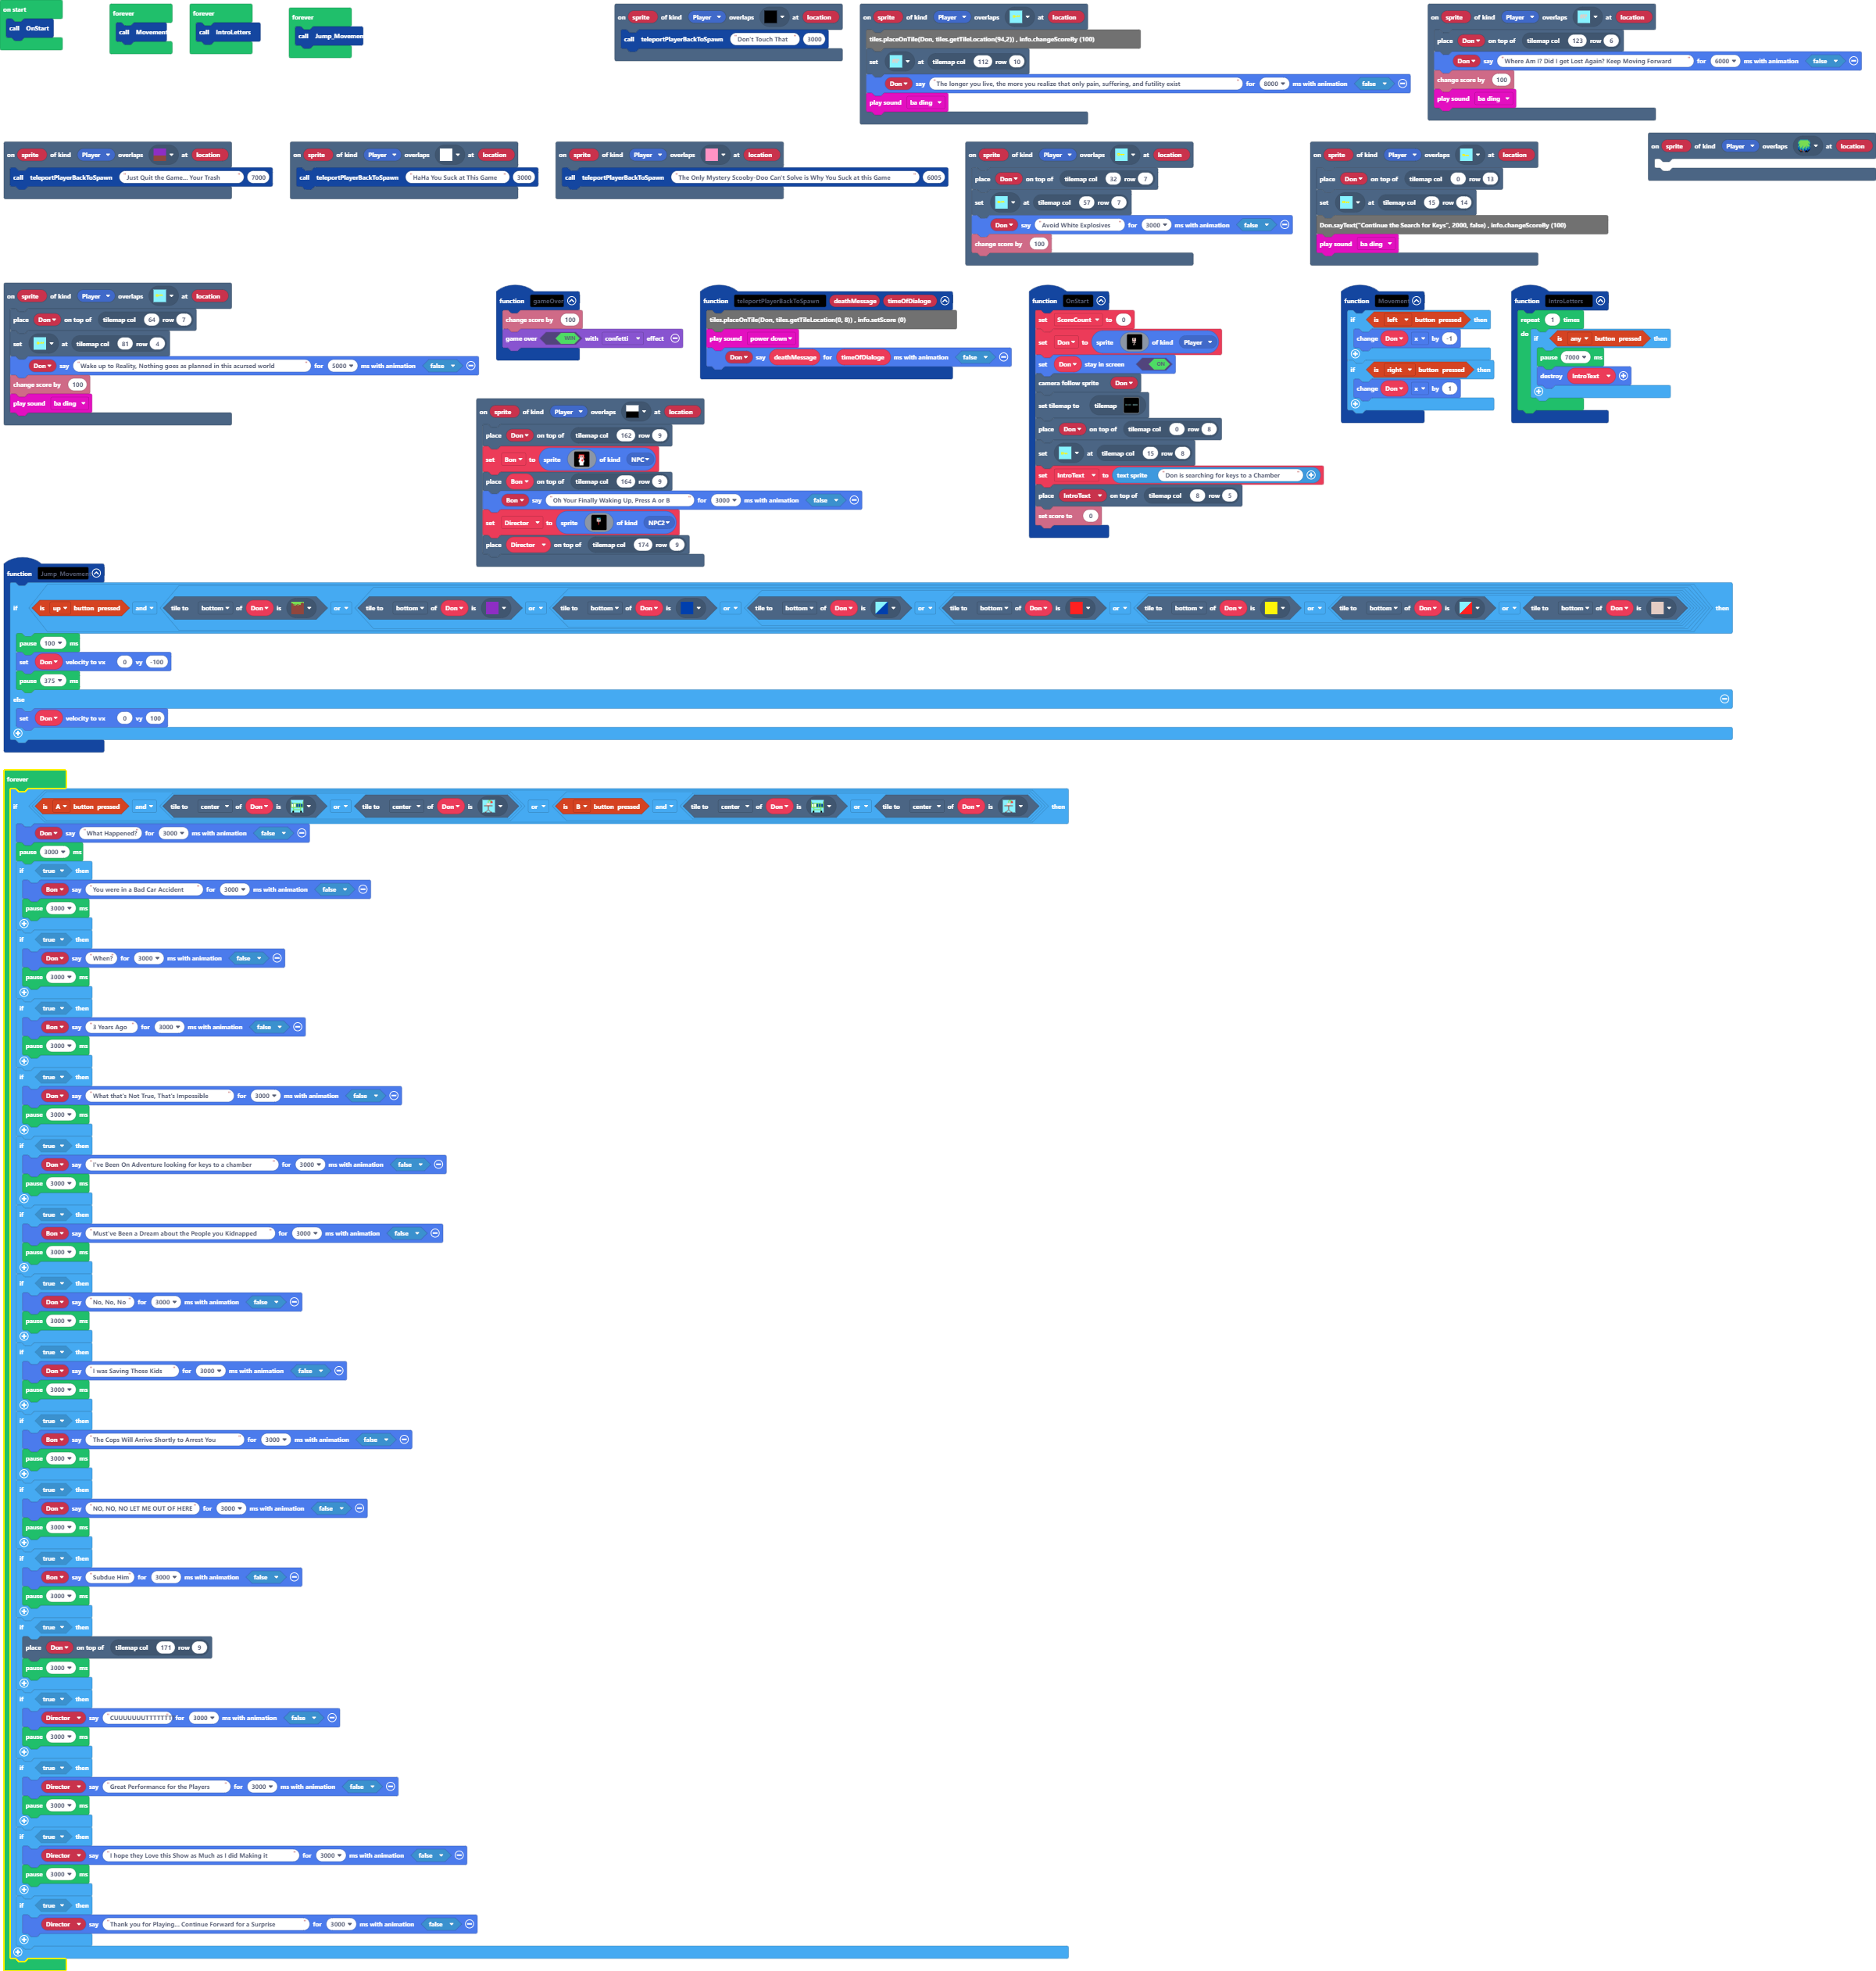 on start
call OnStart
forever
call Movement
forever
call IntroLetters
forever
call Jump_Movemen
on sprite of kind Player overlaps at location
call teleportPlayerBackToSpawn Don't Touch That 3000
on sprite of kind Player overlaps at location
tiles.placeOnTile(Don, tiles.getTileLocation(94,2)) , info.changeScoreBy (100)
set at tilemap col 112 row 10
Don say The longer you live, the more you realize that only pain, suffering, and futility exist for 8000 ms with animation false
play sound ba ding
on sprite of kind Player overlaps at location
place Don on top of tilemap col 123 row 6
Don say Where Am I? Did I get Lost Again? Keep Moving Forward for 6000 ms with animation false
change score by 100
play sound ba ding
on sprite of kind Player overlaps at location
call teleportPlayerBackToSpawn Just Quit the Game... Your Trash 7000
on sprite of kind Player overlaps at location
call teleportPlayerBackToSpawn HaHa You Suck at This Game 3000
on sprite of kind Player overlaps at location
call teleportPlayerBackToSpawn The Only Mystery Scooby-Doo Can't Solve is Why You Suck at this Game 6005
on sprite of kind Player overlaps at location
place Don on top of tilemap col 32 row 7
set at tilemap col 57 row 7
Don say Avoid White Explosives for 3000 ms with animation false
change score by 100
on sprite of kind Player overlaps at location
place Don on top of tilemap col 0 row 13
set at tilemap col 15 row 14
Don.sayText("Continue the Search for Keys", 2000, false) , info.changeScoreBy (100)
play sound ba ding
on sprite of kind Player overlaps at location
on sprite of kind Player overlaps at location
place Don on top of tilemap col 64 row 7
set at tilemap col 81 row 4
Don say Wake up to Reality, Nothing goes as planned in this acursed world for 5000 ms with animation false
change score by 100
play sound ba ding
function gameOver
change score by 100
game over WIN with confetti effect
function teleportPlayerBackToSpawn deathMessage timeOfDialoge
tiles.placeOnTile(Don, tiles.getTileLocation(0, 8)) , info.setScore (0)
play sound power down
Don say deathMessage for timeOfDialoge ms with animation false
function OnStart
set ScoreCount to 0
set Don to sprite of kind Player
set Don stay in screen ON
camera follow sprite Don
set tilemap to tilemap
place Don on top of tilemap col 0 row 8
set at tilemap col 15 row 8
set IntroText to text sprite Don is searching for keys to a Chamber
place IntroText on top of tilemap col 8 row 5
set score to 0
function Movement
if is left button pressed then
change Don x by -1
if is right button pressed then
change Don x by 1
function IntroLetters
repeat 1 times
do if is any button pressed then
pause 7000 ms
destroy IntroText
on sprite of kind Player overlaps at location
place Don on top of tilemap col 162 row 9
set Bon to sprite of kind NPC
place Bon on top of tilemap col 164 row 9
Bon say Oh Your Finally Waking Up, Press A or B for 3000 ms with animation false
set Director to sprite of kind NPC2
place Director on top of tilemap col 174 row 9
function Jump_Movemen
if is up button pressed and tile to bottom of Don is or tile to bottom of Don is or tile to bottom of Don is or tile to bottom of Don is or tile to bottom of Don is or tile to bottom of Don is or tile to bottom of Don is or tile to bottom of Don is then
pause 100 ms
set Don velocity to vx 0 vy -100
pause 375 ms
else
set Don velocity to vx 0 vy 100
forever
if is A button pressed and tile to center of Don is or tile to center of Don is or is B button pressed and tile to center of Don is or tile to center of Don is then
Don say What Happened? for 3000 ms with animation false
pause 3000 ms
if true then
Bon say You were in a Bad Car Accident for 3000 ms with animation false
pause 3000 ms
if true then
Don say When? for 3000 ms with animation false
pause 3000 ms
if true then
Bon say 3 Years Ago for 3000 ms with animation false
pause 3000 ms
if true then
Don say What that's Not True, That's Impossible for 3000 ms with animation false
pause 3000 ms
if true then
Don say I've Been On Adventure looking for keys to a chamber for 3000 ms with animation false
pause 3000 ms
if true then
Bon say Must've Been a Dream about the People you Kidnapped for 3000 ms with animation false
pause 3000 ms
if true then
Don say No, No, No for 3000 ms with animation false
pause 3000 ms
if true then
Don say I was Saving Those Kids for 3000 ms with animation false
pause 3000 ms
if true then
Bon say The Cops Will Arrive Shortly to Arrest You for 3000 ms with animation false
pause 3000 ms
if true then
Don say NO, NO, NO LET ME OUT OF HERE for 3000 ms with animation false
pause 3000 ms
if true then
Bon say Subdue Him for 3000 ms with animation false
pause 3000 ms
if true then
place Don on top of tilemap col 171 row 9
pause 3000 ms
if true then
Director say CUUUUUUUTTTTTTT for 3000 ms with animation false
pause 3000 ms
if true then
Director say Great Performance for the Players for 3000 ms with animation false
pause 3000 ms
if true then
Director say I hope they Love this Show as Much as I did Making it for 3000 ms with animation false
pause 3000 ms
if true then
Director say Thank you for Playing... Continue Forward for a Surprise for 3000 ms with animation false